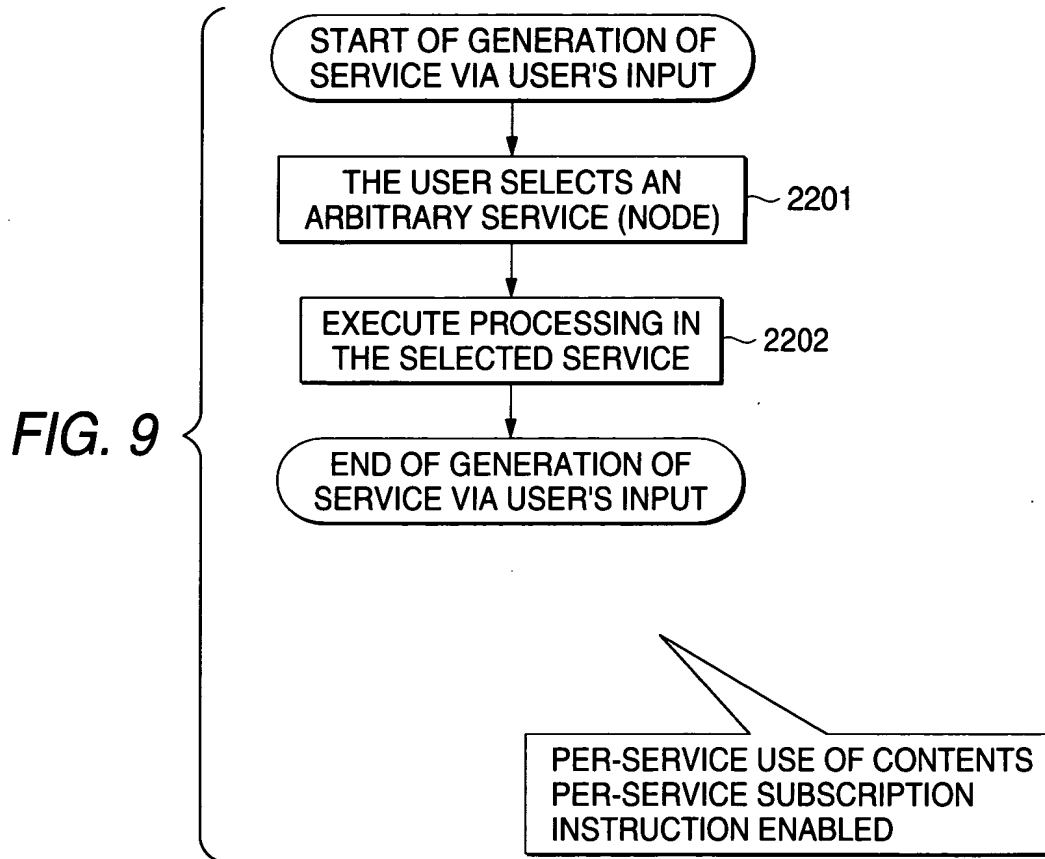 START OF GENERATION OF
SERVICE VIA USER'S INPUT
THE USER SELECTS AN
ARBITRARY SERVICE (NODE)
2201
EXECUTE PROCESSING IN
THE SELECTED SERVICE
2202
FIG. 9
END OF GENERATION OF
SERVICE VIA USER'S INPUT
PER-SERVICE USE OF CONTENTS
PER-SERVICE SUBSCRIPTION
INSTRUCTION ENABLED